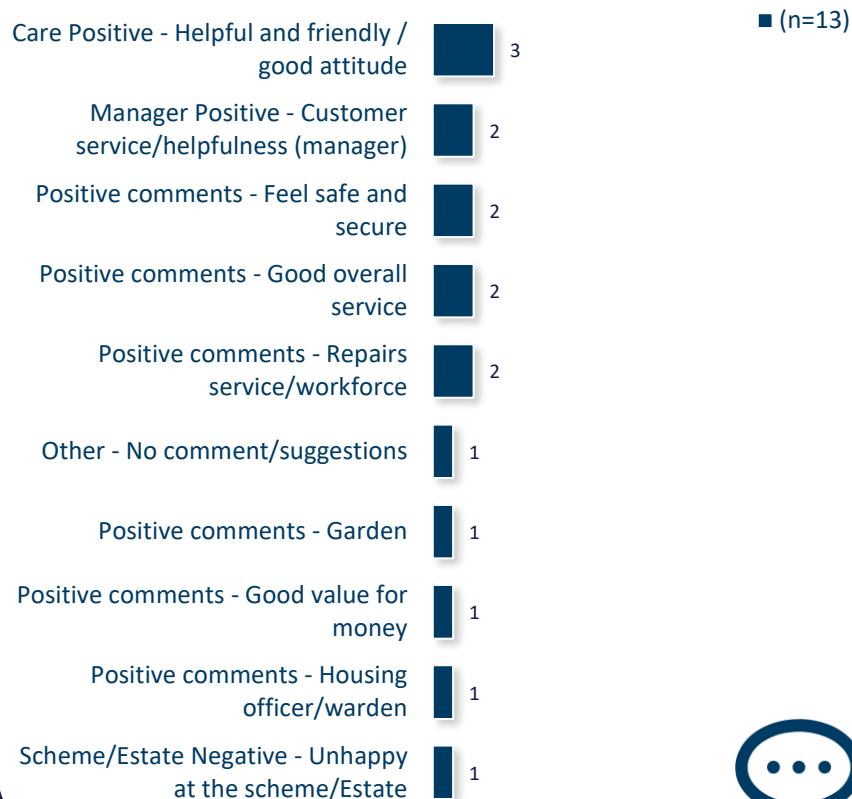 (n=13)
Care Positive - Helpful and friendly /
good attitude
3
Manager Positive - Customer
service/helpfulness (manager)
2
Positive comments - Feel safe and
secure
2
Positive comments - Good overall
service
2
Positive comments - Repairs
service/workforce
2
Other - No comment/suggestions
1
Positive comments - Garden
1
Positive comments - Good value for
money
1
Positive comments - Housing
officer/warden
1
Scheme/Estate Negative - Unhappy
at the scheme/Estate
1